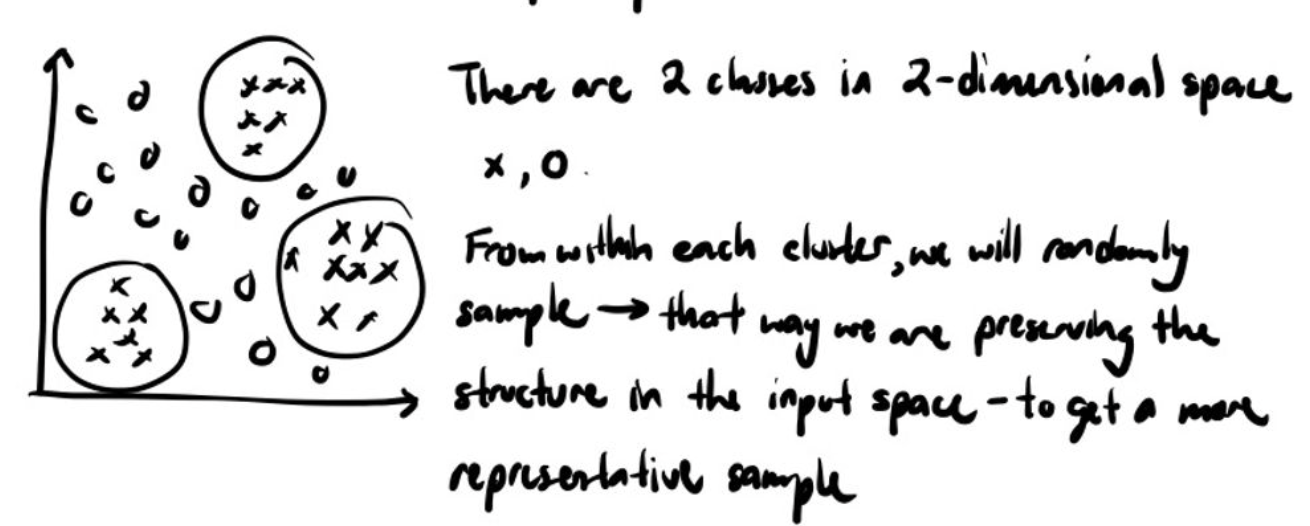 There are 2 classes in 2-dimensional space
x, O.
From within each cluster, we will randomly
sample → that way we are preserving the
structure in the input space - to get a more
representative sample